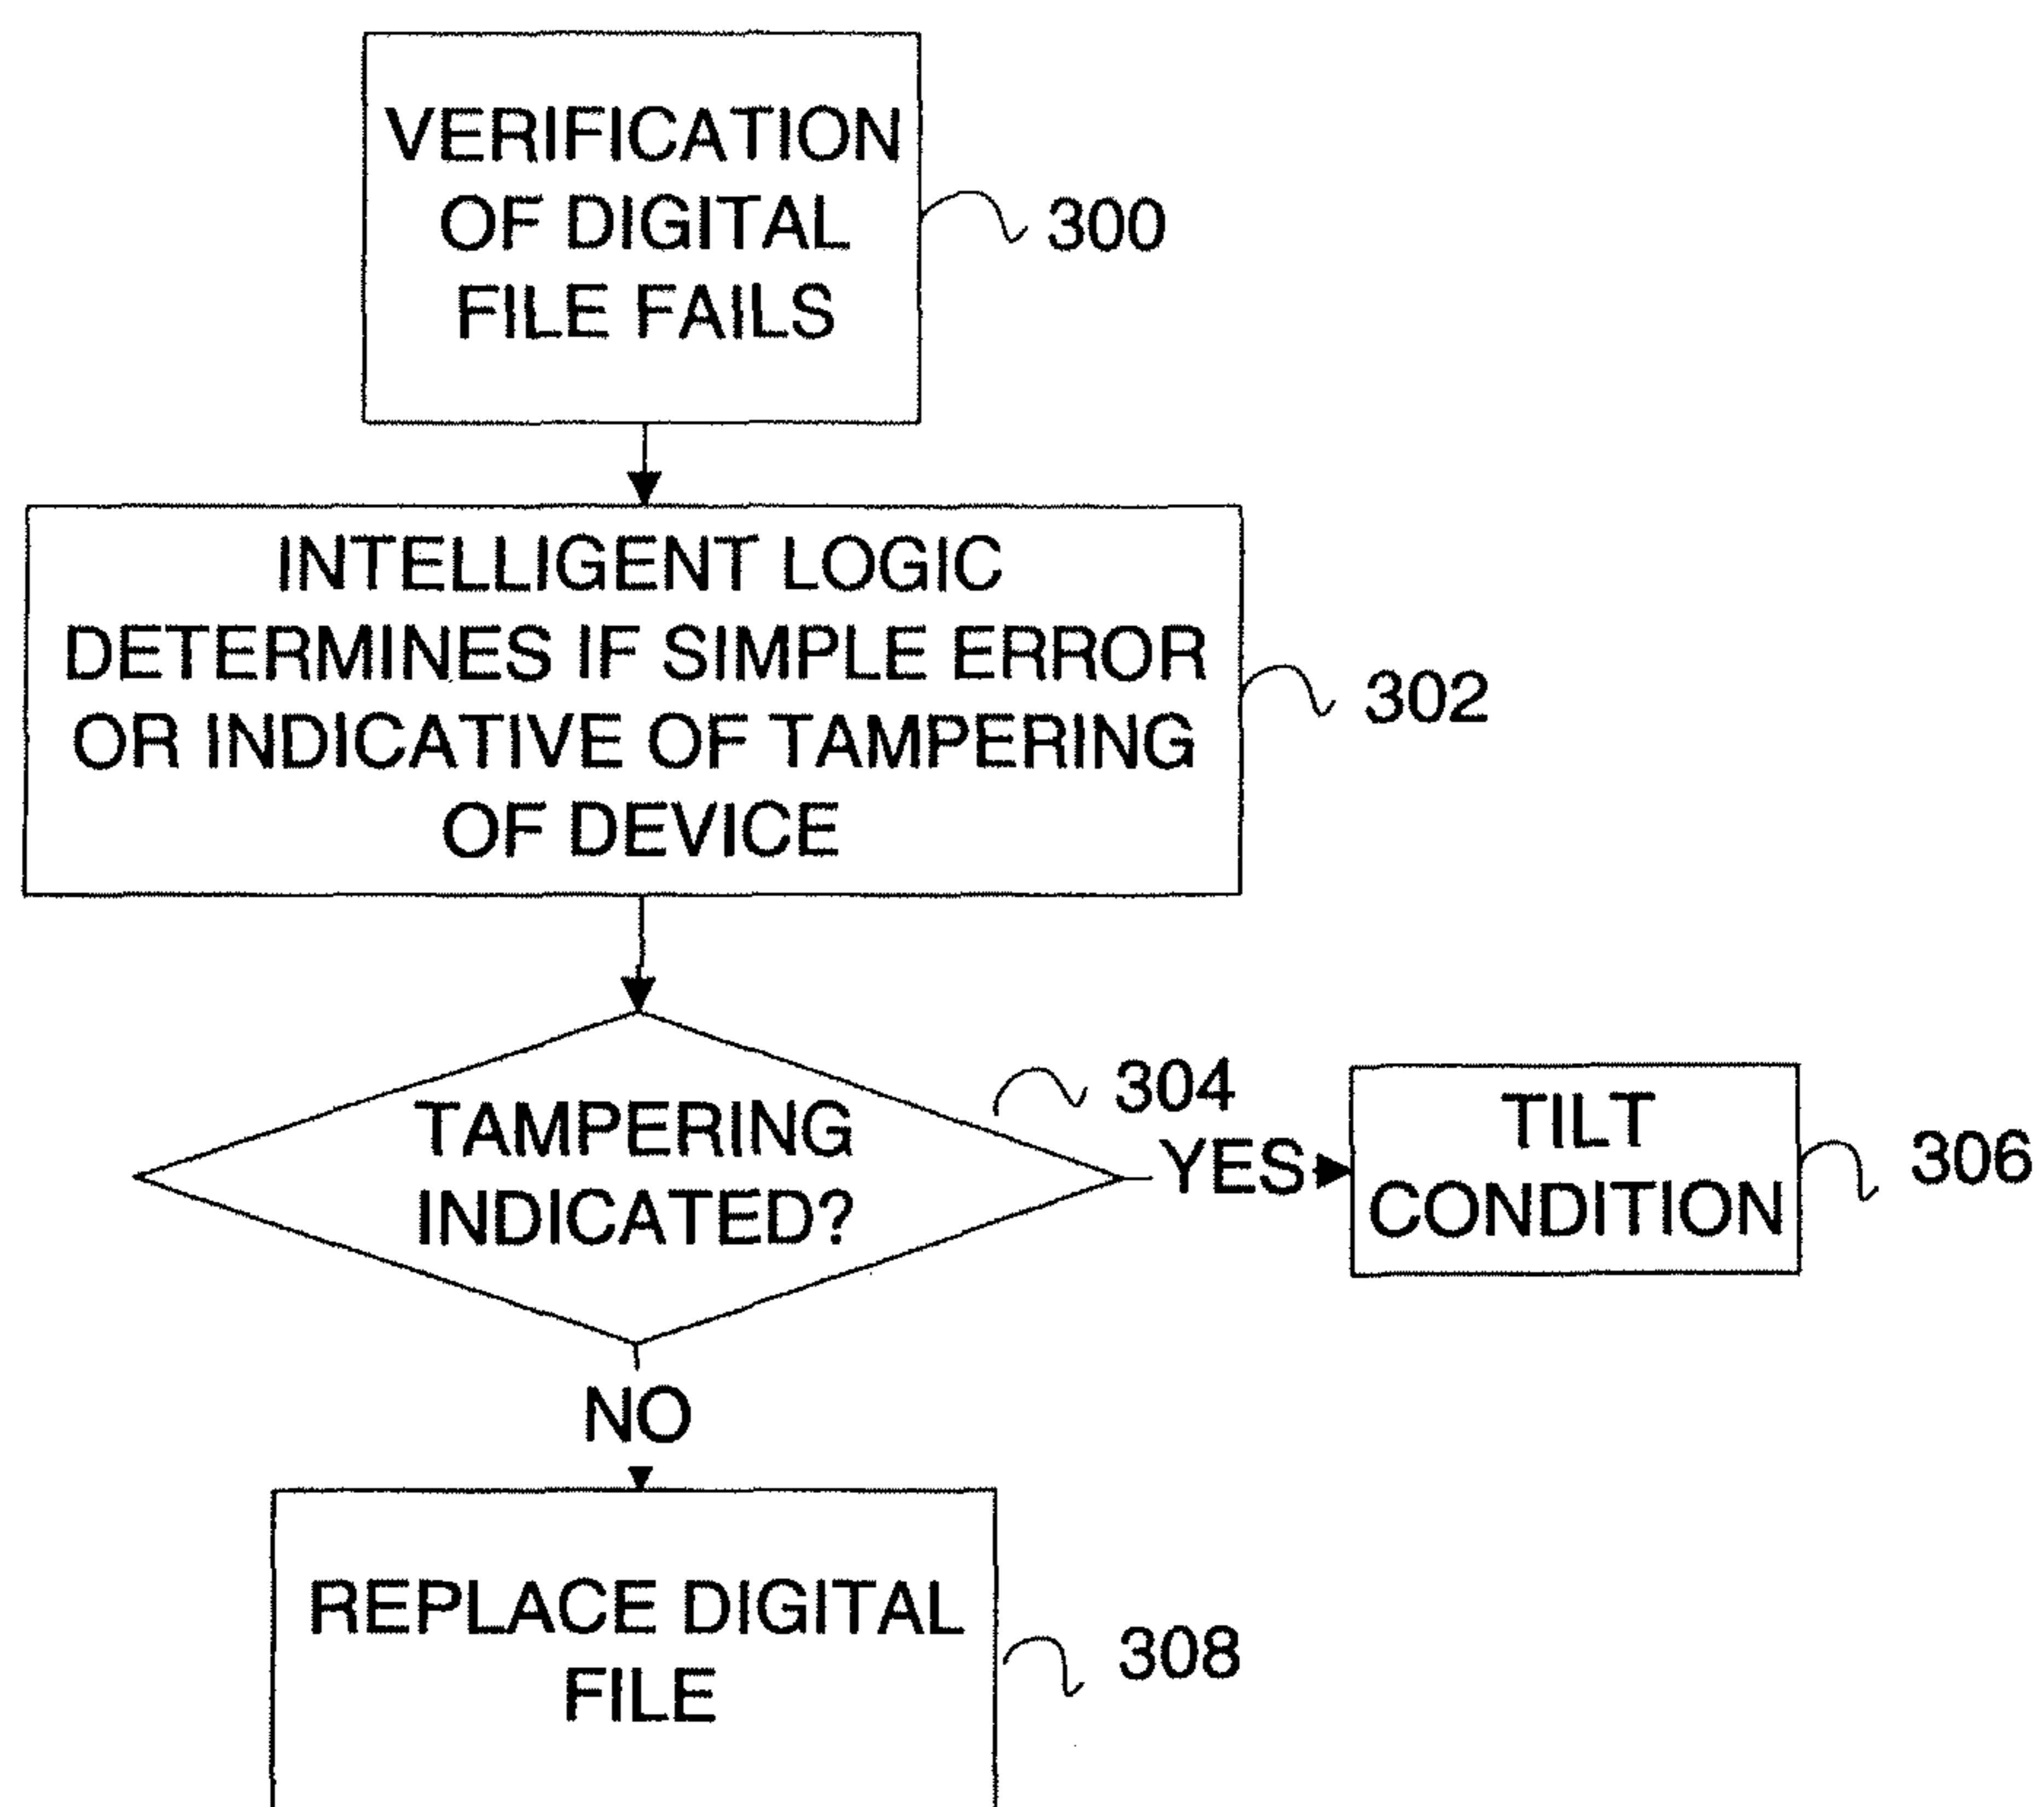 VERIFICATION
OF DIGITAL
FILE FAILS
300
INTELLIGENT LOGIC
DETERMINES IF SIMPLE ERROR
OR INDICATIVE OF TAMPERING
OF DEVICE
302
TAMPERING
INDICATED?
304
YES
TILT
CONDITION
306
NO
REPLACE DIGITAL
FILE
308